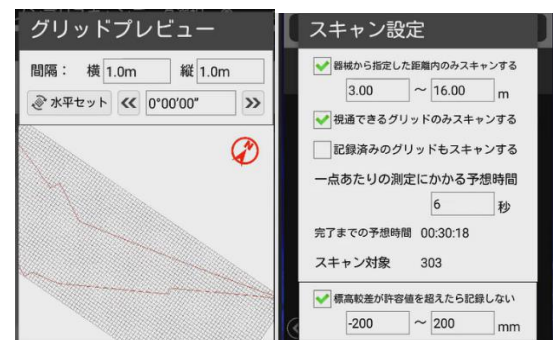 グリッドプレビュー
間隔： 横 1.0m 縦 1.0m
水平セット << 0°00'00" >>
N
スキャン設定
器械から指定した距離内のみスキャンする
3.00 ～ 16.00 m
視通できるグリッドのみスキャンする
記録済みのグリッドもスキャンする
一点あたりの測定にかかる予想時間
6 秒
完了までの予想時間 00:30:18
スキャン対象 303
標高較差が許容値を超えたら記録しない
-200 ～ 200 mm